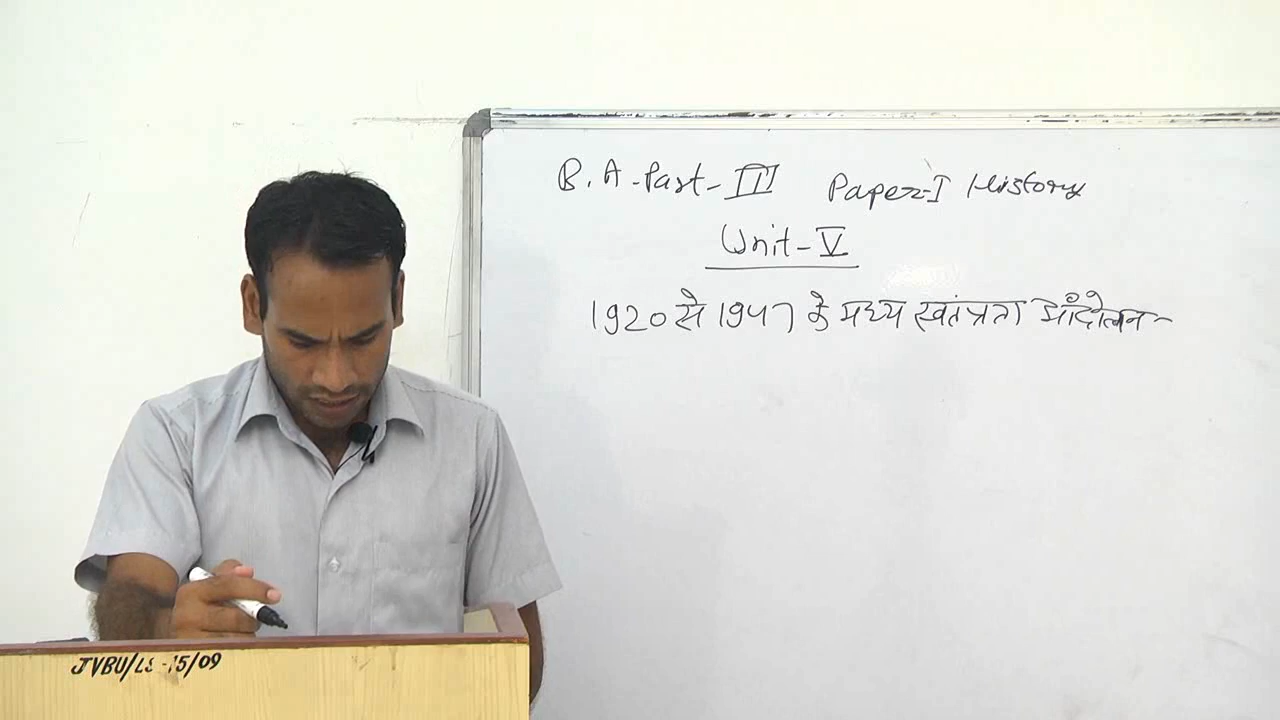 B.A-Part-III Paper-I History
Unit-V
1920 से 1947 के मध्य स्वतंत्रता आंदोलन-
JVBU/LS-15/09